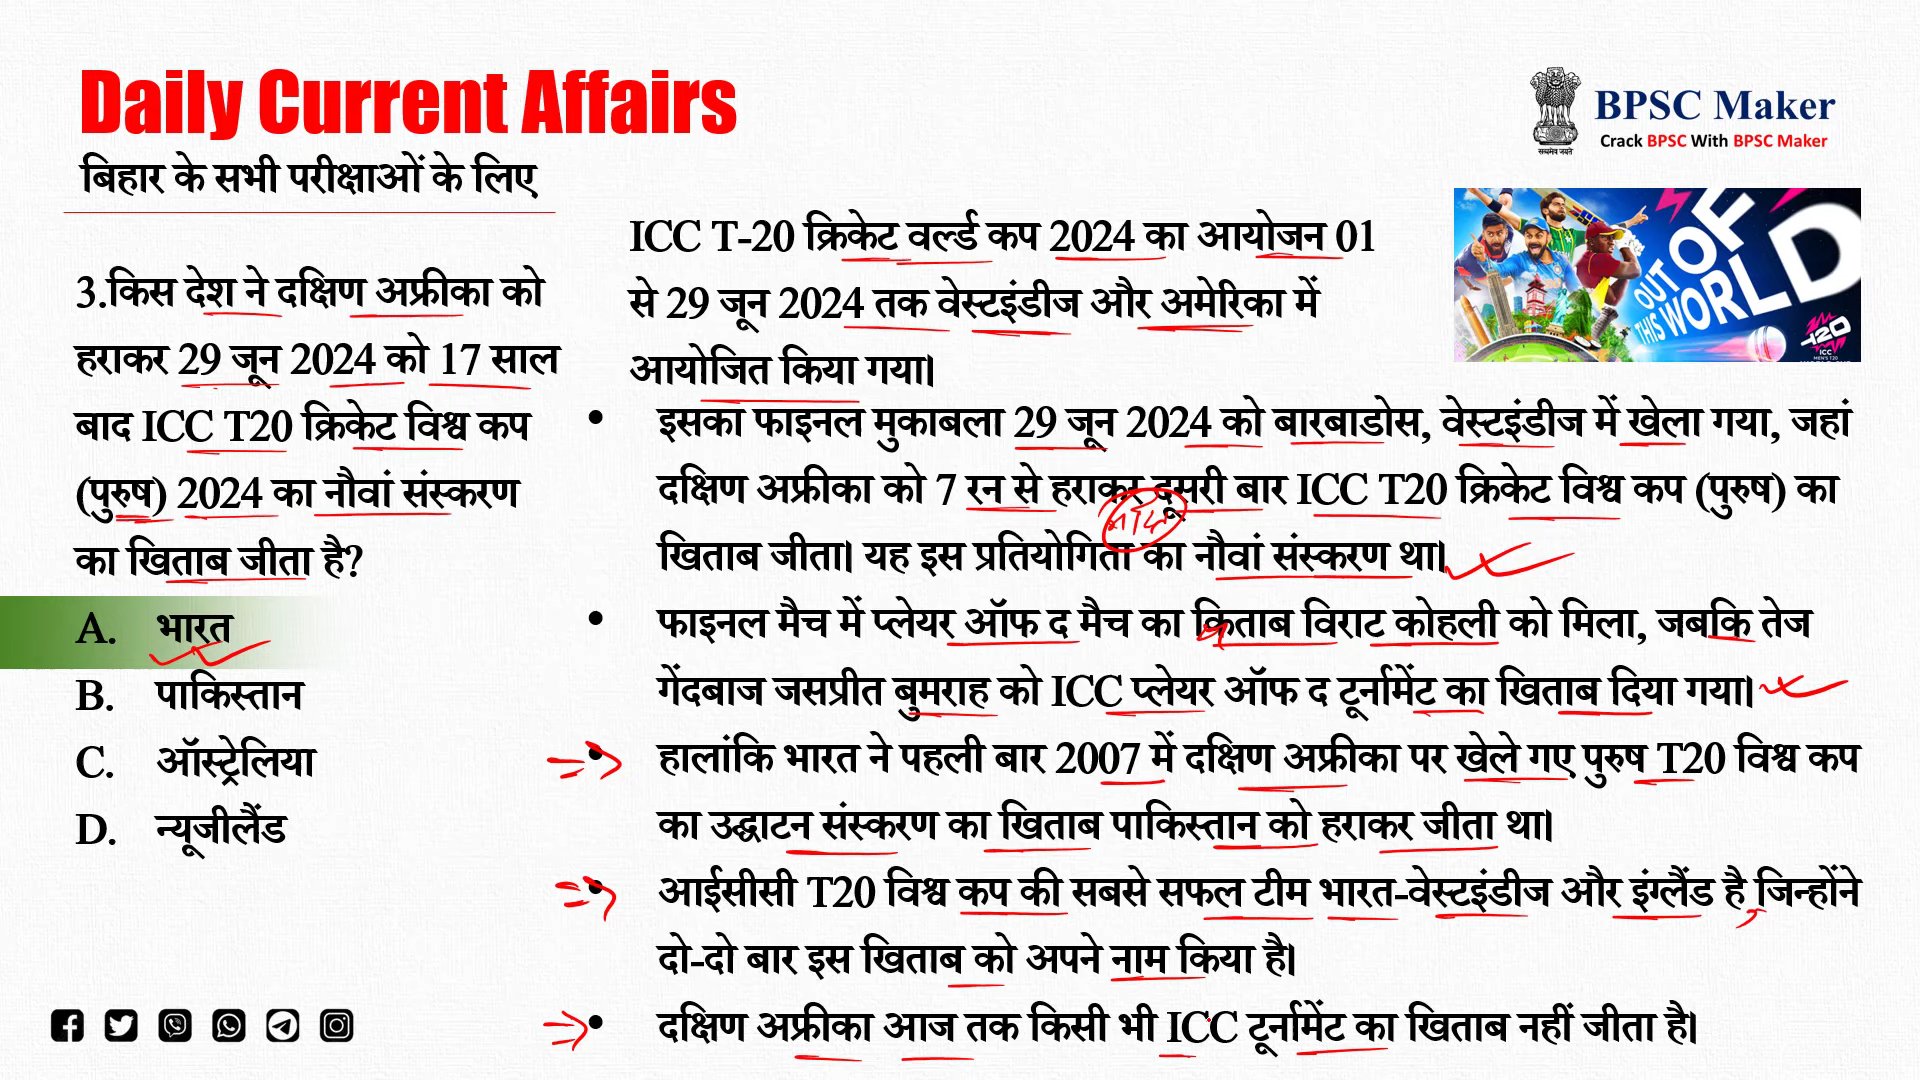 Daily Current Affairs
बिहार के सभी परीक्षाओं के लिए
BPSC Maker
Crack BPSC With BPSC Maker
सत्यमेव जयते
3.किस देश ने दक्षिण अफ्रीका को
हराकर 29 जून 2024 को 17 साल
बाद ICC T20 क्रिकेट विश्व कप
(पुरुष) 2024 का नौवां संस्करण
का खिताब जीता है?
A. भारत
B. पाकिस्तान
C. ऑस्ट्रेलिया
D. न्यूजीलैंड
ICC T-20 क्रिकेट वर्ल्ड कप 2024 का आयोजन 01
से 29 जून 2024 तक वेस्टइंडीज और अमेरिका में
आयोजित किया गया।
OUT OF
THIS WORLD
T20
ICC
• इसका फाइनल मुकाबला 29 जून 2024 को बारबाडोस, वेस्टइंडीज में खेला गया, जहां
दक्षिण अफ्रीका को 7 रन से हराकर दूसरी बार ICC T20 क्रिकेट विश्व कप (पुरुष) का
खिताब जीता। यह इस प्रतियोगिता का नौवां संस्करण था।
• फाइनल मैच में प्लेयर ऑफ द मैच का किताब विराट कोहली को मिला, जबकि तेज
गेंदबाज जसप्रीत बुमराह को ICC प्लेयर ऑफ द टूर्नामेंट का खिताब दिया गया।
• हालांकि भारत ने पहली बार 2007 में दक्षिण अफ्रीका पर खेले गए पुरुष T20 विश्व कप
का उद्घाटन संस्करण का खिताब पाकिस्तान को हराकर जीता था।
• आईसीसी T20 विश्व कप की सबसे सफल टीम भारत-वेस्टइंडीज और इंग्लैंड है जिन्होंने
दो-दो बार इस खिताब को अपने नाम किया है।
• दक्षिण अफ्रीका आज तक किसी भी ICC टूर्नामेंट का खिताब नहीं जीता है।